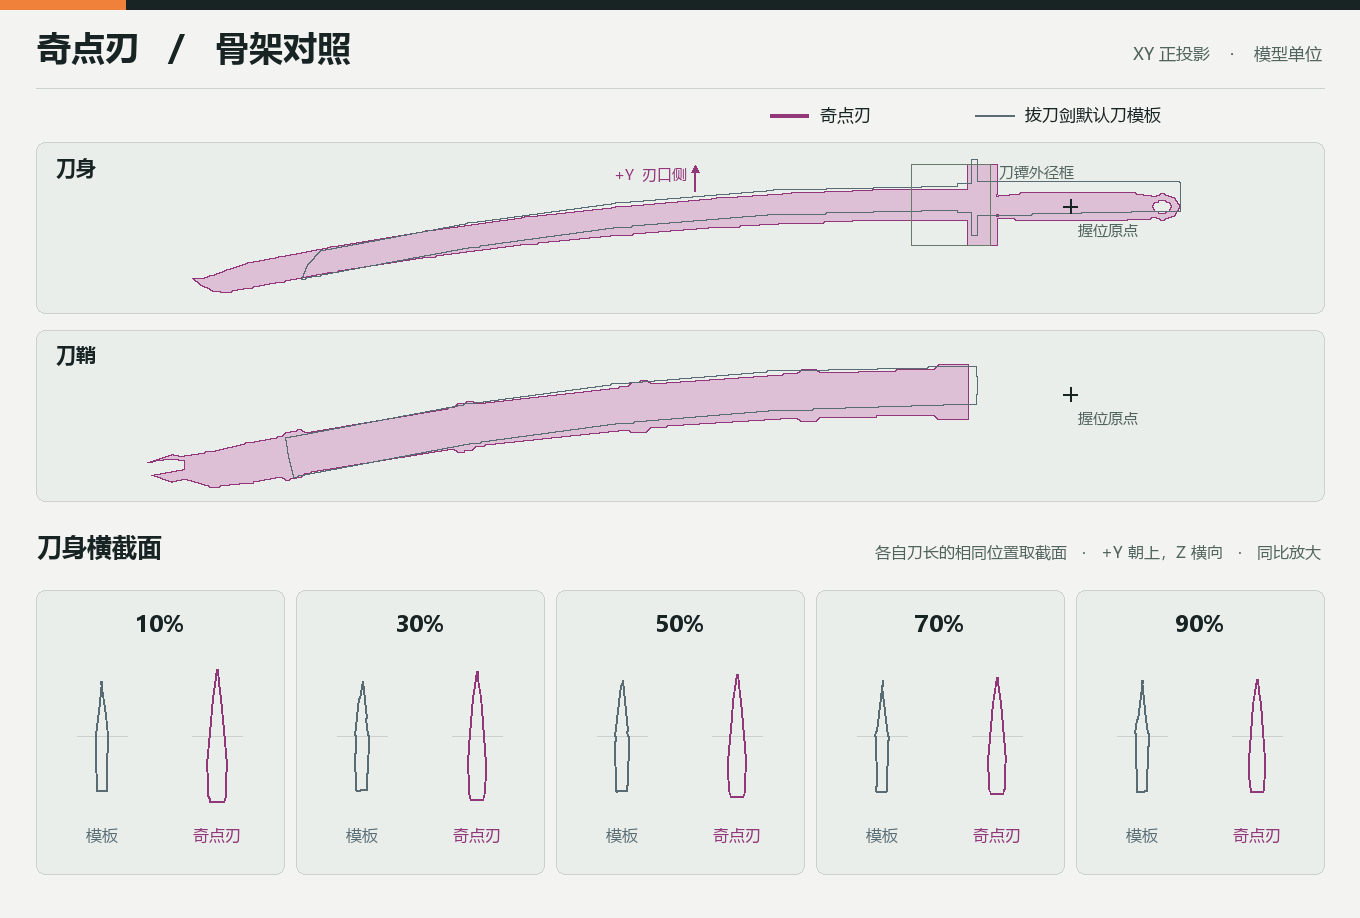 奇点刃 / 骨架对照
XY 正投影 · 模型单位
奇点刃
拔刀剑默认刀模板
刀身
+Y 刃口侧
刀镡外径框
握位原点
刀鞘
握位原点
刀身横截面
各自刀长的相同位置取截面 · +Y 朝上, Z 横向 · 同比放大
10%
30%
50%
70%
90%
模板
奇点刃
模板
奇点刃
模板
奇点刃
模板
奇点刃
模板
奇点刃